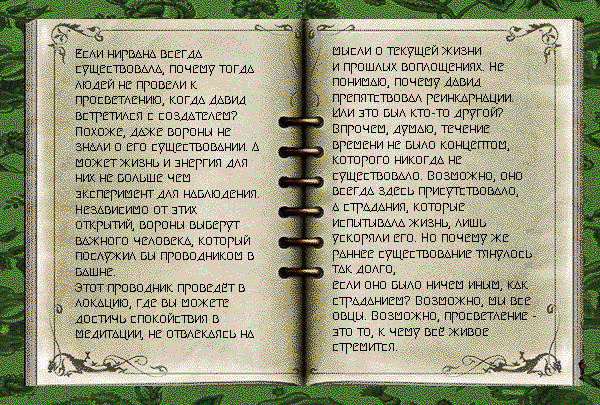 Если нирвана всегда
существовала, почему тогда
людей не провели к
просветлению, когда давид
встретился с создателем?
Похоже, даже вороны не
знали о его существовании. А
может жизнь и энергия для
них не больше чем
эксперимент для наблюдения.
Независимо от этих
открытий, вороны выберут
важного человека, который
послужил бы проводником в
башне.
Этот проводник проведёт в
локацию, где вы можете
достичь спокойствия в
медитации, не отвлекаясь на
мысли о текущей жизни
и прошлых воплощениях. Не
понимаю, почему давид
препятствовал реинкарнации.
Или это был кто-то другой?
Впрочем, думаю, течение
времени не было концептом,
которого никогда не
существовало. Возможно, оно
всегда здесь присутствовало,
а страдания, которые
испытывала жизнь, лишь
ускоряли его. Но почему же
раннее существование тянулось
так долго,
если оно было ничем иным, как
страданием? Возможно, мы все
овцы. Возможно, просветление -
это то, к чему всё живое
стремится.